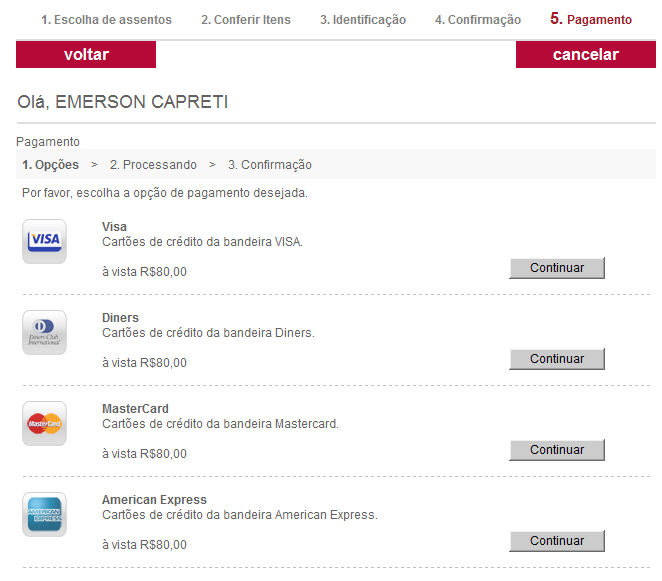 1. Escolha de assentos 2. Conferir Itens 3. Identificação 4. Confirmação 5. Pagamento
voltar cancelar
Olá, EMERSON CAPRETI
Pagamento
1. Opções > 2. Processando > 3. Confirmação
Por favor, escolha a opção de pagamento desejada.
VISA
Visa
Cartões de crédito da bandeira VISA.
à vista R$80,00
Continuar
Diners Club
International
Diners
Cartões de crédito da bandeira Diners.
à vista R$80,00
Continuar
MasterCard
MasterCard
Cartões de crédito da bandeira Mastercard.
à vista R$80,00
Continuar
AMERICAN
EXPRESS
American Express
Cartões de crédito da bandeira American Express.
à vista R$80,00
Continuar